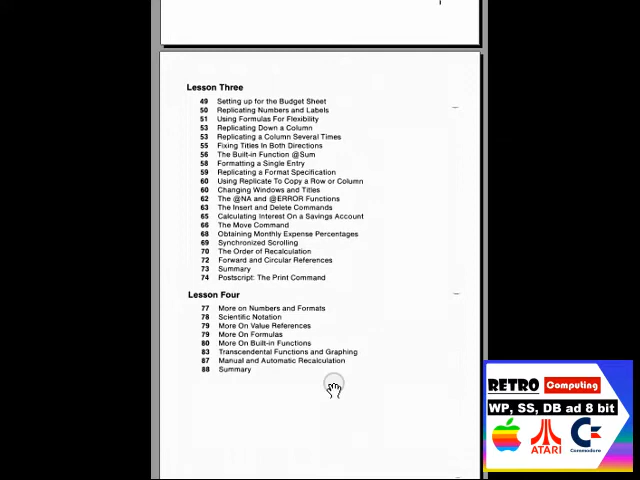 Lesson Three
49 Setting up for the Budget Sheet
50 Replicating Numbers and Labels
51 Using Formulas For Flexibility
53 Replicating Down a Column
53 Replicating a Column Several Times
55 Fixing Titles In Both Directions
56 The Built-in Function @Sum
58 Formatting a Single Entry
59 Replicating a Format Specification
60 Using Replicate To Copy a Row or Column
60 Changing Windows and Titles
62 The @NA and @ERROR Functions
63 The Insert and Delete Commands
65 Calculating Interest On a Savings Account
66 The Move Command
68 Obtaining Monthly Expense Percentages
69 Synchronized Scrolling
70 The Order of Recalculation
72 Forward and Circular References
73 Summary
74 Postscript: The Print Command
Lesson Four
77 More on Numbers and Formats
78 Scientific Notation
79 More On Value References
79 More On Formulas
80 More On Built-in Functions
83 Transcendental Functions and Graphing
87 Manual and Automatic Recalculation
88 Summary
RETRO Computing
WP, SS, DB ad 8 bit
ATARI
Commodore